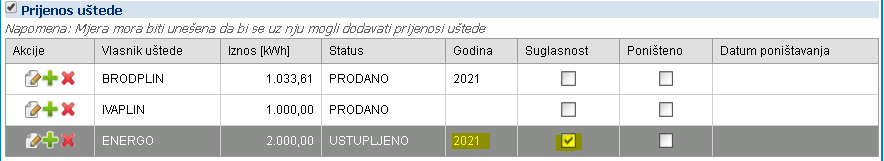 Prijenos uštede
Napomena: Mjera mora biti unešena da bi se uz nju mogli dodavati prijenosi uštede
Akcije Vlasnik uštede Iznos [kWh] Status Godina Suglasnost Poništeno Datum poništavanja
BRODPLIN 1.033,61 PRODANO 2021
IVAPLIN 1.000,00 PRODANO
ENERGO 2.000,00 USTUPLJENO 2021